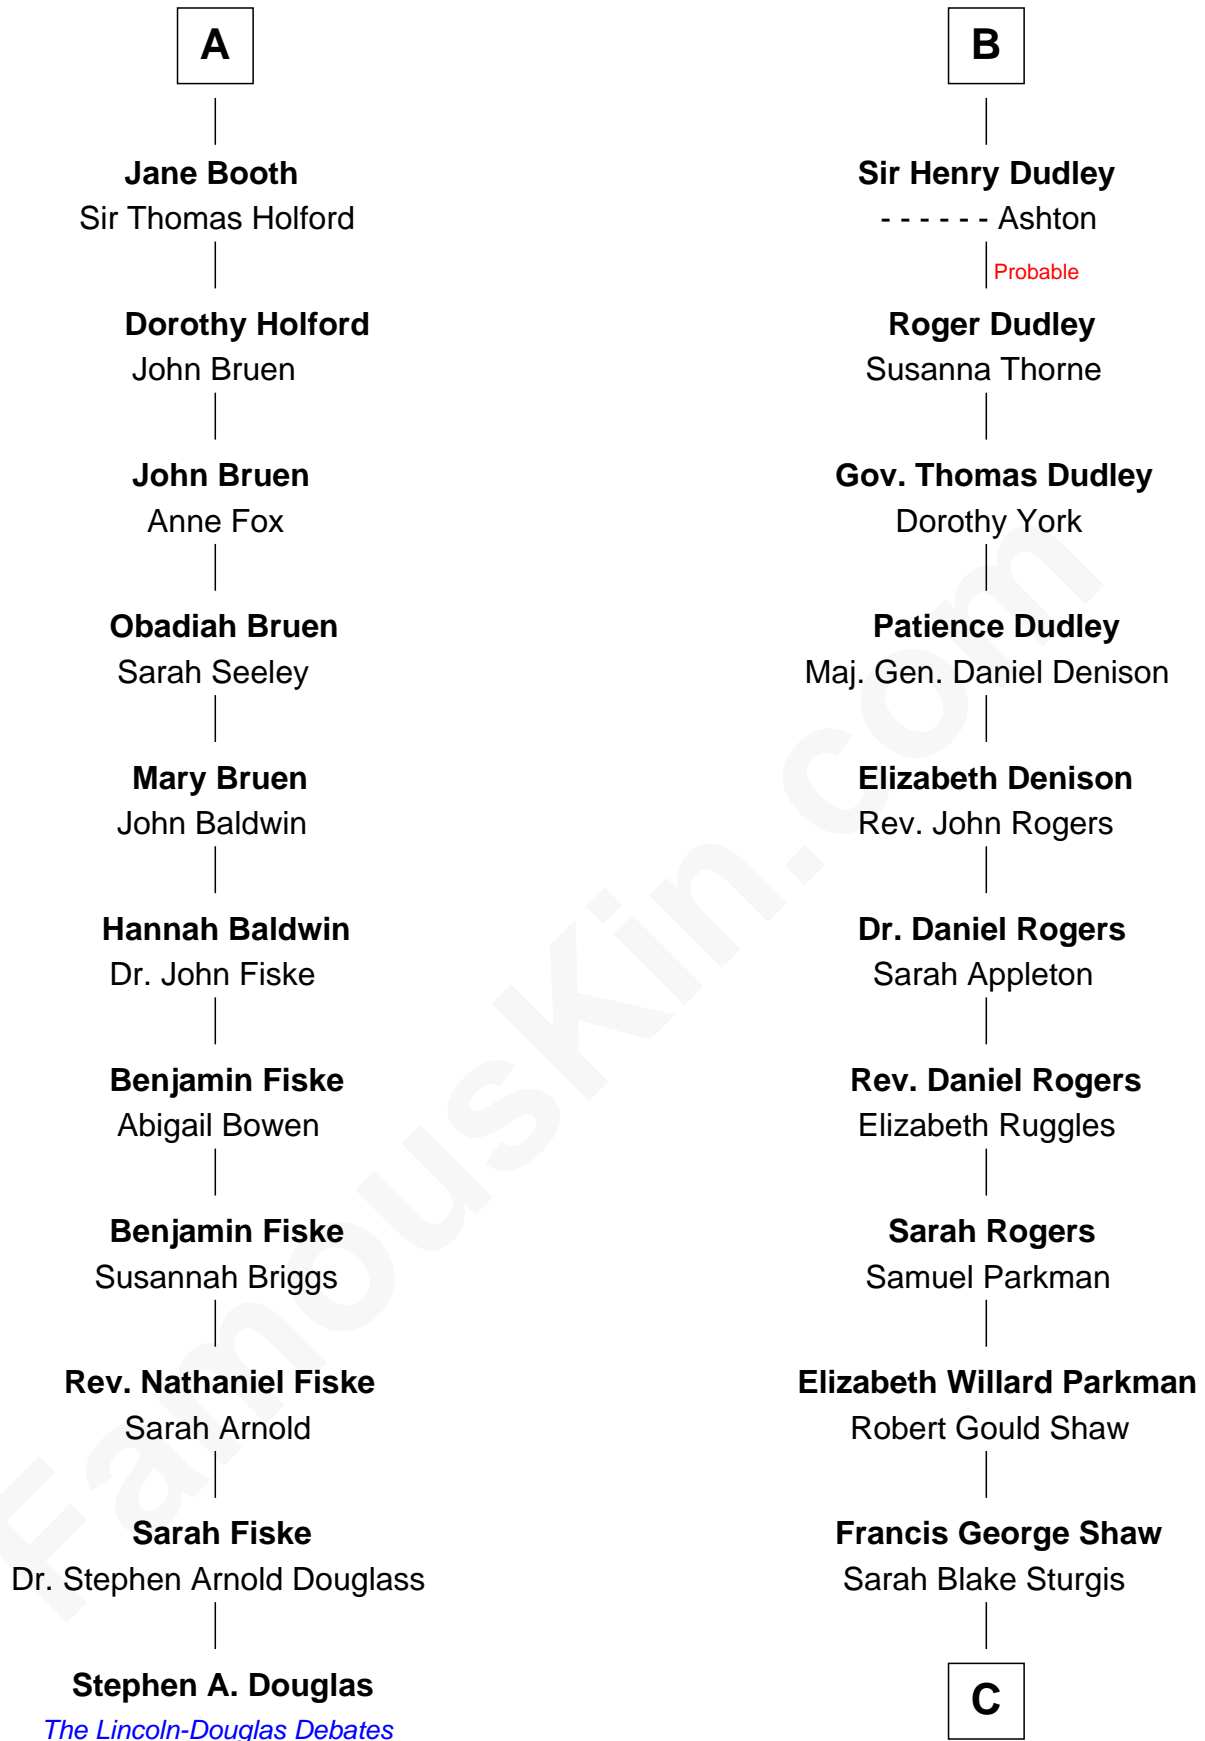 A
Jane Booth
Sir Thomas Holford
Dorothy Holford
John Bruen
John Bruen
Anne Fox
Obadiah Bruen
Sarah Seeley
Mary Bruen
John Baldwin
Hannah Baldwin
Dr. John Fiske
Benjamin Fiske
Abigail Bowen
Benjamin Fiske
Susannah Briggs
Rev. Nathaniel Fiske
Sarah Arnold
Sarah Fiske
Dr. Stephen Arnold Douglass
Stephen A. Douglas
The Lincoln-Douglas Debates
B
Sir Henry Dudley
- - - - - - Ashton
Probable
Roger Dudley
Susanna Thorne
Gov. Thomas Dudley
Dorothy York
Patience Dudley
Maj. Gen. Daniel Denison
Elizabeth Denison
Rev. John Rogers
Dr. Daniel Rogers
Sarah Appleton
Rev. Daniel Rogers
Elizabeth Ruggles
Sarah Rogers
Samuel Parkman
Elizabeth Willard Parkman
Robert Gould Shaw
Francis George Shaw
Sarah Blake Sturgis
C
FamousKin.com